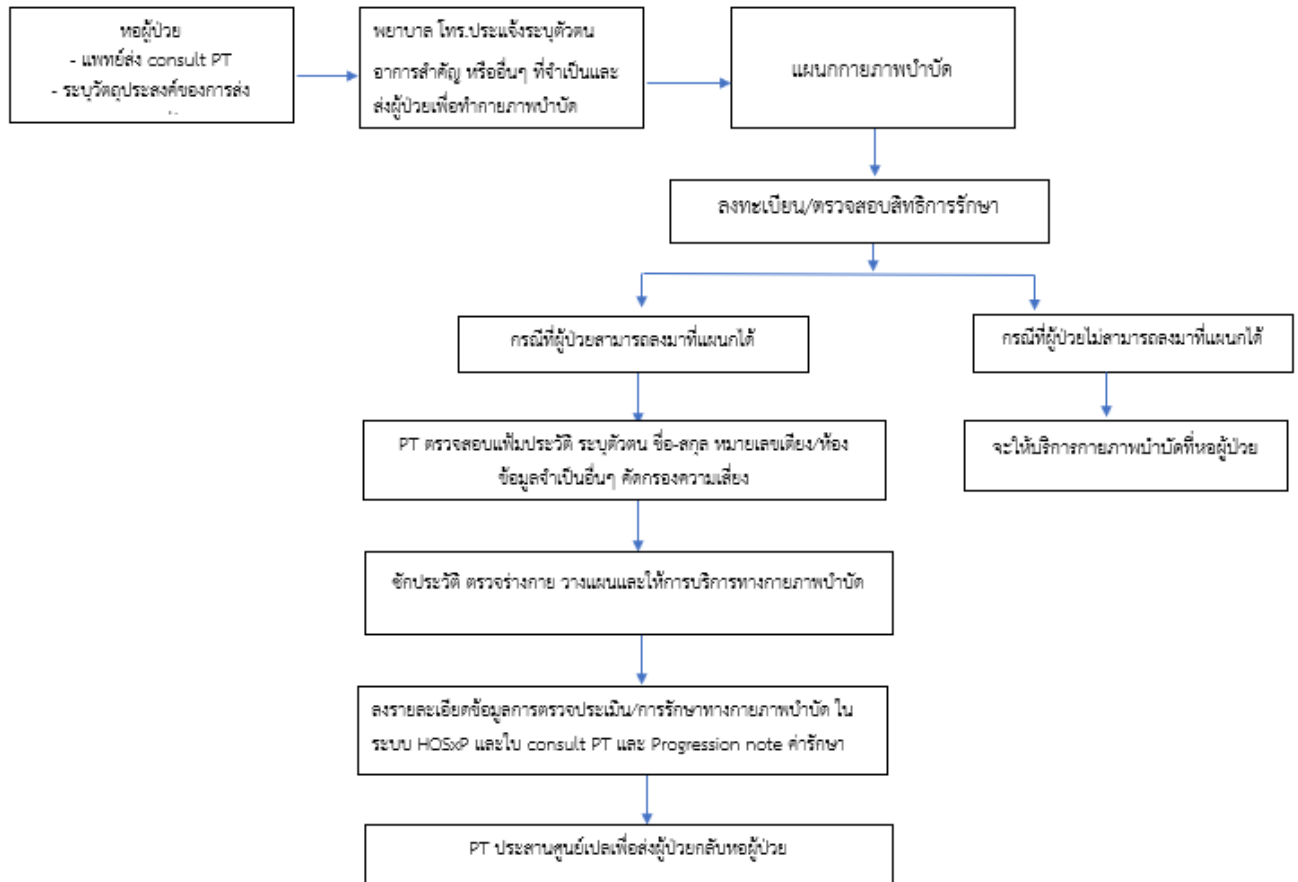 หอผู้ป่วย
- แพทย์ส่ง consult PT
- ระบุวัตถุประสงค์ของการส่ง
พยาบาล โทร.ประแจ้งระบุตัวตน
อาการสำคัญ หรืออื่นๆ ที่จำเป็นและ
ส่งผู้ป่วยเพื่อทำกายภาพบำบัด
แผนกกายภาพบำบัด
ลงทะเบียน/ตรวจสอบสิทธิการรักษา
กรณีที่ผู้ป่วยสามารถลงมาที่แผนกได้
กรณีที่ผู้ป่วยไม่สามารถลงมาที่แผนกได้
PT ตรวจสอบแฟ้มประวัติ ระบุตัวตน ชื่อ-สกุล หมายเลขเตียง/ห้อง
ข้อมูลจำเป็นอื่นๆ คัดกรองความเสี่ยง
จะให้บริการกายภาพบำบัดที่หอผู้ป่วย
ซักประวัติ ตรวจร่างกาย วางแผนและให้การบริการทางกายภาพบำบัด
ลงรายละเอียดข้อมูลการตรวจประเมิน/การรักษาทางกายภาพบำบัด ใน
ระบบ HOSxP และใบ consult PT และ Progression note ค่ารักษา
PT ประสานศูนย์เปลเพื่อส่งผู้ป่วยกลับหอผู้ป่วย